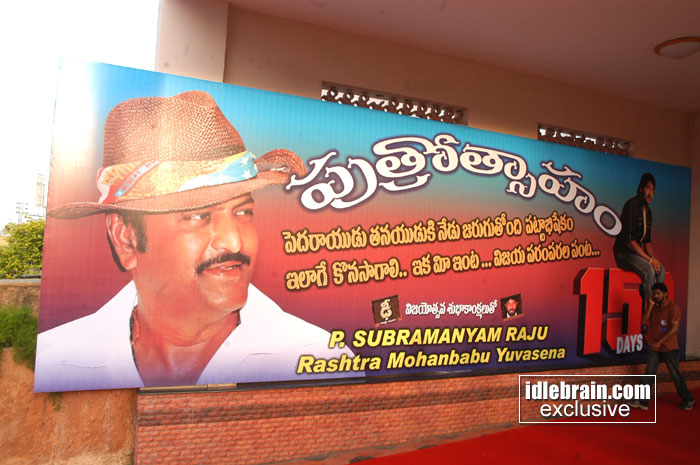 పుత్రోత్సాహం
పెదరాయుడు తనయుడుకి నేడు జరుగుతోంది పట్టాభిషేకం
ఇలాగే కొనసాగాలి.. ఇక మా ఇంట ... విజయ పరంపరల పంట...
విజయోత్సవ శుభాకాంక్షలుతో
P. SUBRAMANYAM RAJU
Rashtra Mohanbabu Yuvasena
15
DAYS
idlebrain.com
exclusive